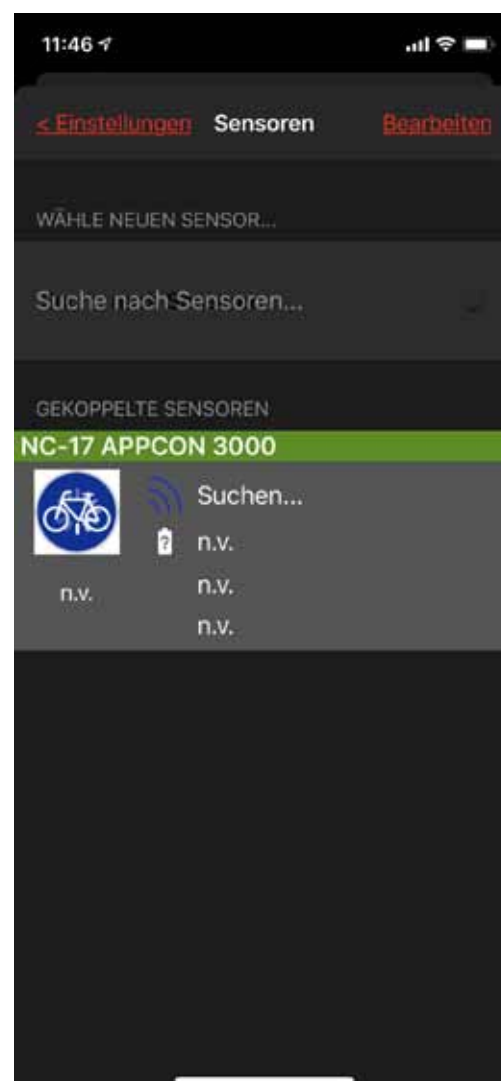 11:46
< Einstellungen Sensoren Bearbeiten
WÄHLE NEUEN SENSOR...
Suche nach Sensoren...
GEKOPPELTE SENSOREN
NC-17 APPCON 3000
Suchen...
? n.v.
n.v. n.v.
n.v.